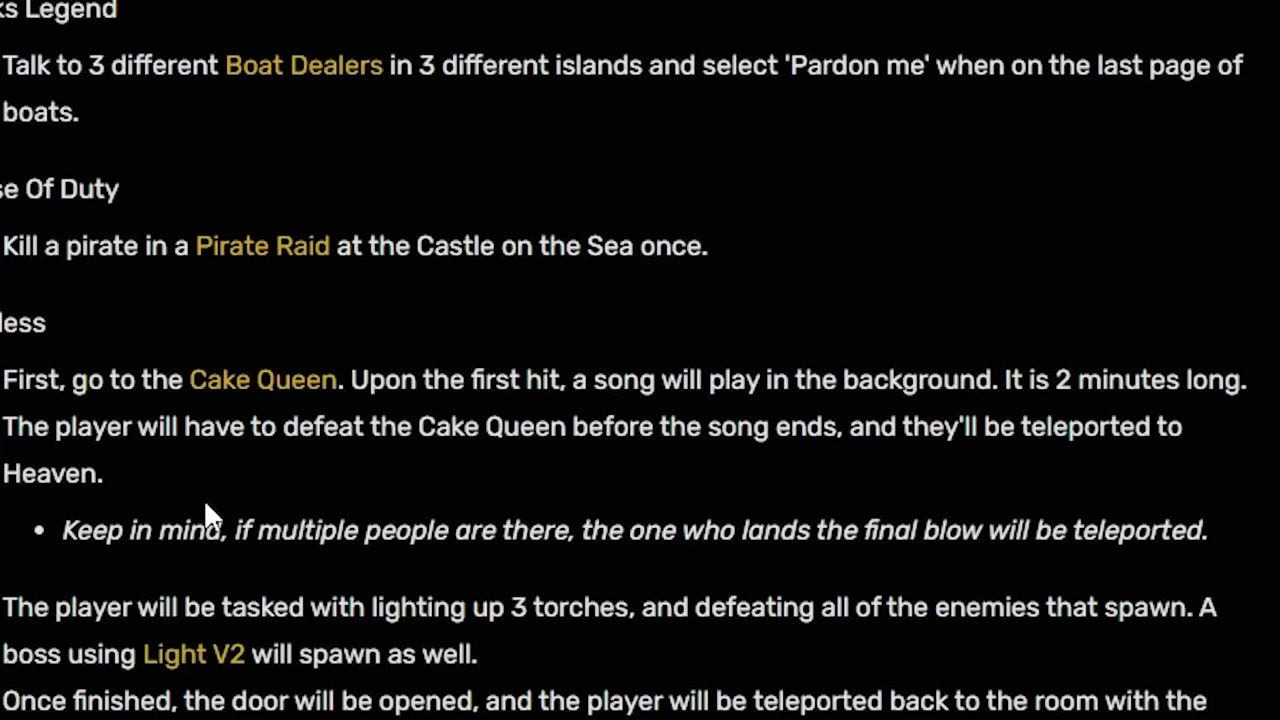 ks Legend
Talk to 3 different Boat Dealers in 3 different islands and select 'Pardon me' when on the last page of
boats.
se Of Duty
Kill a pirate in a Pirate Raid at the Castle on the Sea once.
less
First, go to the Cake Queen. Upon the first hit, a song will play in the background. It is 2 minutes long.
The player will have to defeat the Cake Queen before the song ends, and they'll be teleported to
Heaven.
• Keep in mind, if multiple people are there, the one who lands the final blow will be teleported.
The player will be tasked with lighting up 3 torches, and defeating all of the enemies that spawn. A
boss using Light V2 will spawn as well.
Once finished, the door will be opened, and the player will be teleported back to the room with the